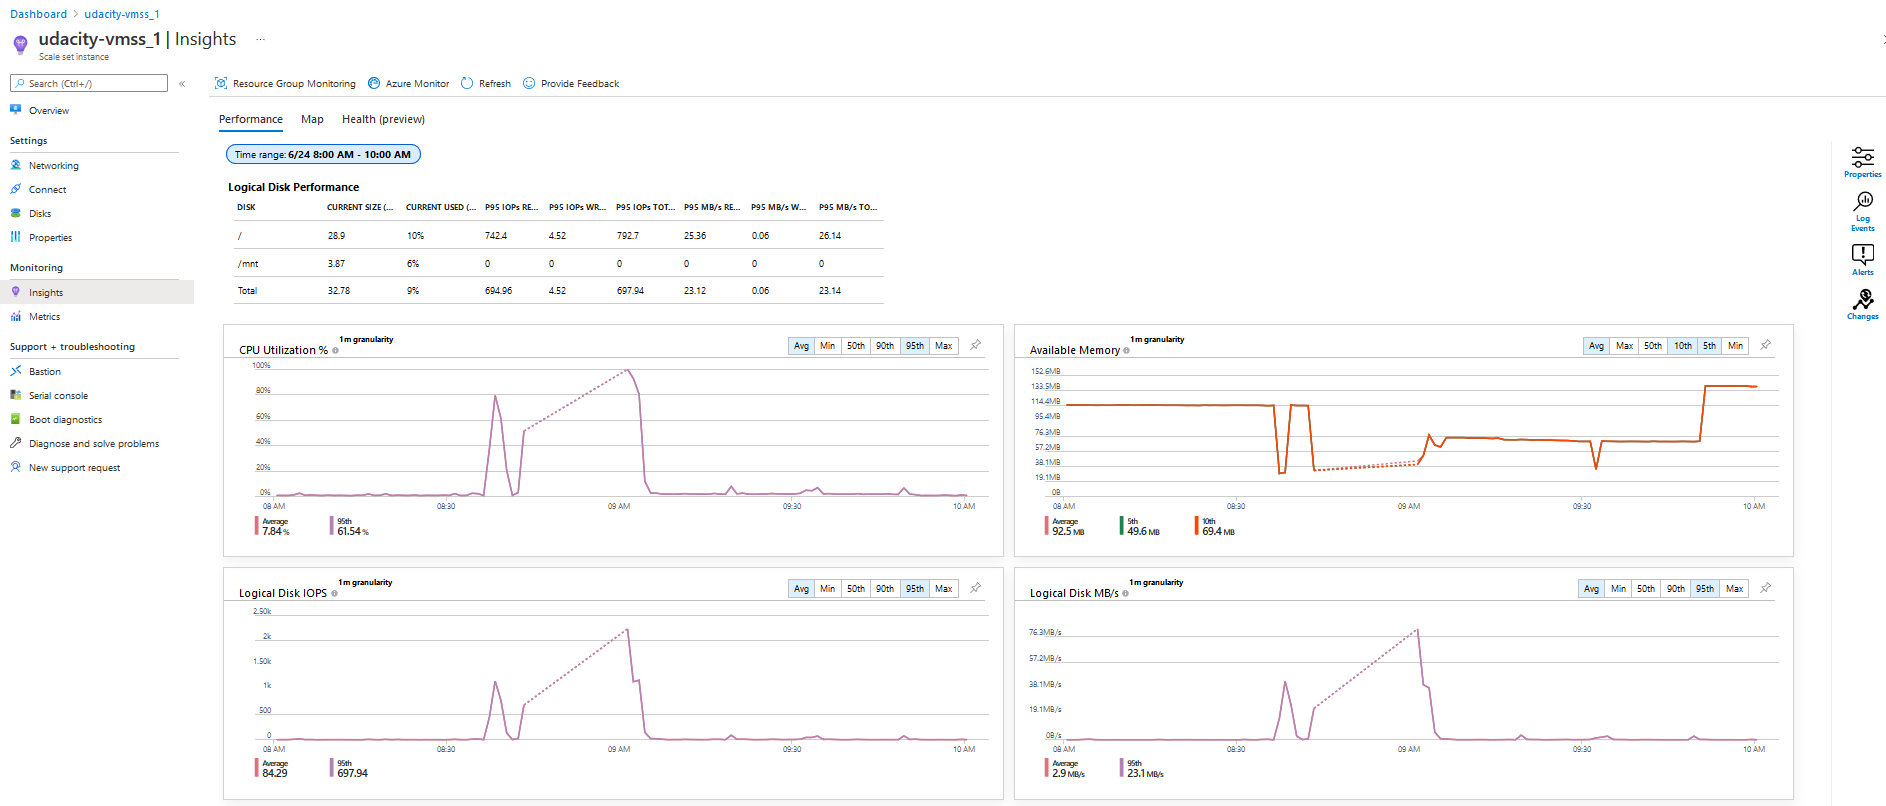 Dashboard > udacity-vmss_1
udacity-vmss_1 | Insights ...
Scale set instance
Search (Ctrl+/) «
Overview
Settings
Networking
Connect
Disks
Properties
Monitoring
Insights
Metrics
Support + troubleshooting
Bastion
Serial console
Boot diagnostics
Diagnose and solve problems
New support request
Resource Group Monitoring Azure Monitor Refresh Provide Feedback
Performance Map Health (preview)
Time range: 6/24 8:00 AM - 10:00 AM
Logical Disk Performance
DISK CURRENT SIZE (... CURRENT USED (... P95 IOPs RE... P95 IOPs WR... P95 IOPs TOT... P95 MB/s RE... P95 MB/s W... P95 MB/s TO...
/ 28.9 10% 742.4 4.52 792.7 25.36 0.06 26.14
/mnt 3.87 6% 0 0 0 0 0 0
Total 32.78 9% 694.96 4.52 697.94 23.12 0.06 23.14
CPU Utilization % 1m granularity Avg Min 50th 90th 95th Max
100%
80%
60%
40%
20%
0%
08 AM 08:30 09 AM 09:30 10 AM
Average 95th
7.84 % 61.54 %
Available Memory 1m granularity Avg Max 50th 10th 5th Min
152.6MB
133.5MB
114.4MB
95.4MB
76.3MB
57.2MB
38.1MB
19.1MB
0B
08 AM 08:30 09 AM 09:30 10 AM
Average 5th 10th
92.5 MB 49.6 MB 69.4 MB
Logical Disk IOPS 1m granularity Avg Min 50th 90th 95th Max
2.50k
2k
1.50k
1k
500
0
08 AM 08:30 09 AM 09:30 10 AM
Average 95th
84.29 697.94
Logical Disk MB/s 1m granularity Avg Min 50th 90th 95th Max
76.3MB/s
57.2MB/s
38.1MB/s
19.1MB/s
0B/s
08 AM 08:30 09 AM 09:30 10 AM
Average 95th
2.9 MB/s 23.1 MB/s
Properties
Log
Events
Alerts
Changes